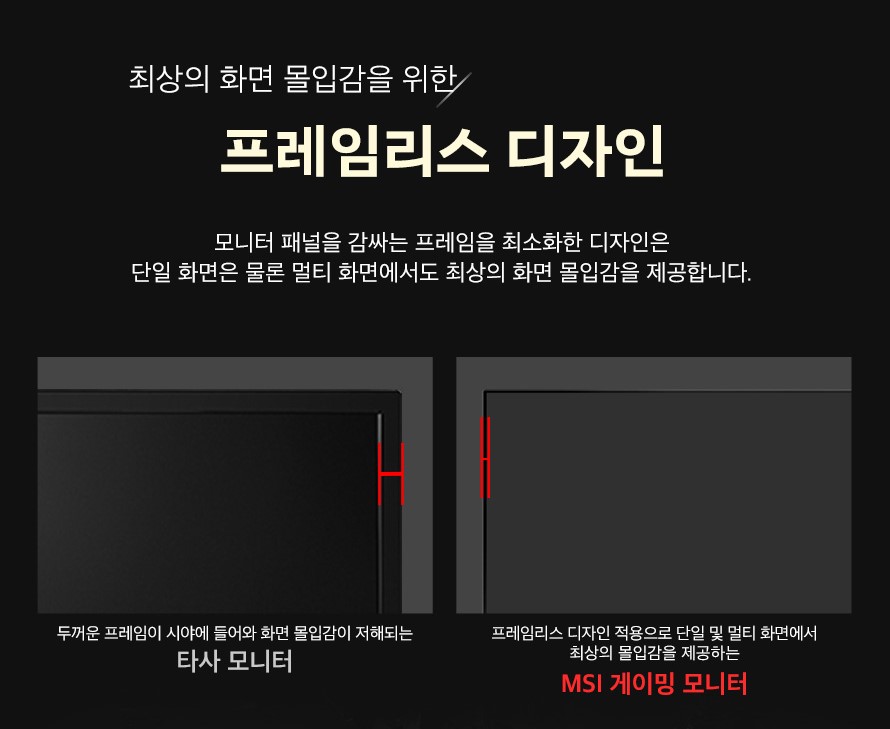 최상의 화면 몰입감을 위한
프레임리스 디자인
모니터 패널을 감싸는 프레임을 최소화한 디자인은
단일 화면은 물론 멀티 화면에서도 최상의 화면 몰입감을 제공합니다.
두꺼운 프레임이 시야에 들어와 화면 몰입감이 저해되는
타사 모니터
프레임리스 디자인 적용으로 단일 및 멀티 화면에서
최상의 몰입감을 제공하는
MSI 게이밍 모니터